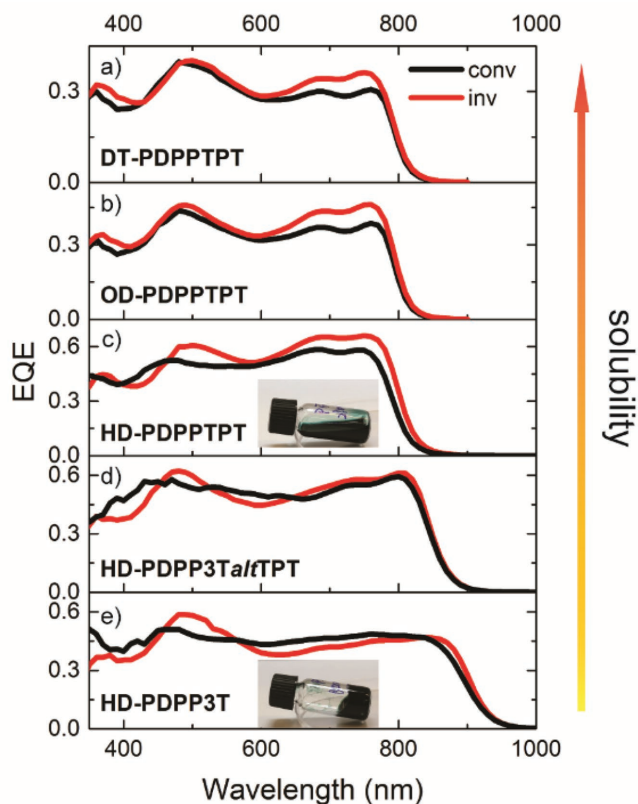 400 600 800 1000
a)
conv
inv
0.3
DT-PDPPTPT
0.0
b)
0.3
OD-PDPPTPT
0.0
0.6
c)
0.3
HD-PDPPTPT
0.0
0.6
d)
0.3
HD-PDPP3TaltTPT
0.0
0.6
e)
0.3
HD-PDPP3T
0.0
400 600 800 1000
Wavelength (nm)
EQE
solubility